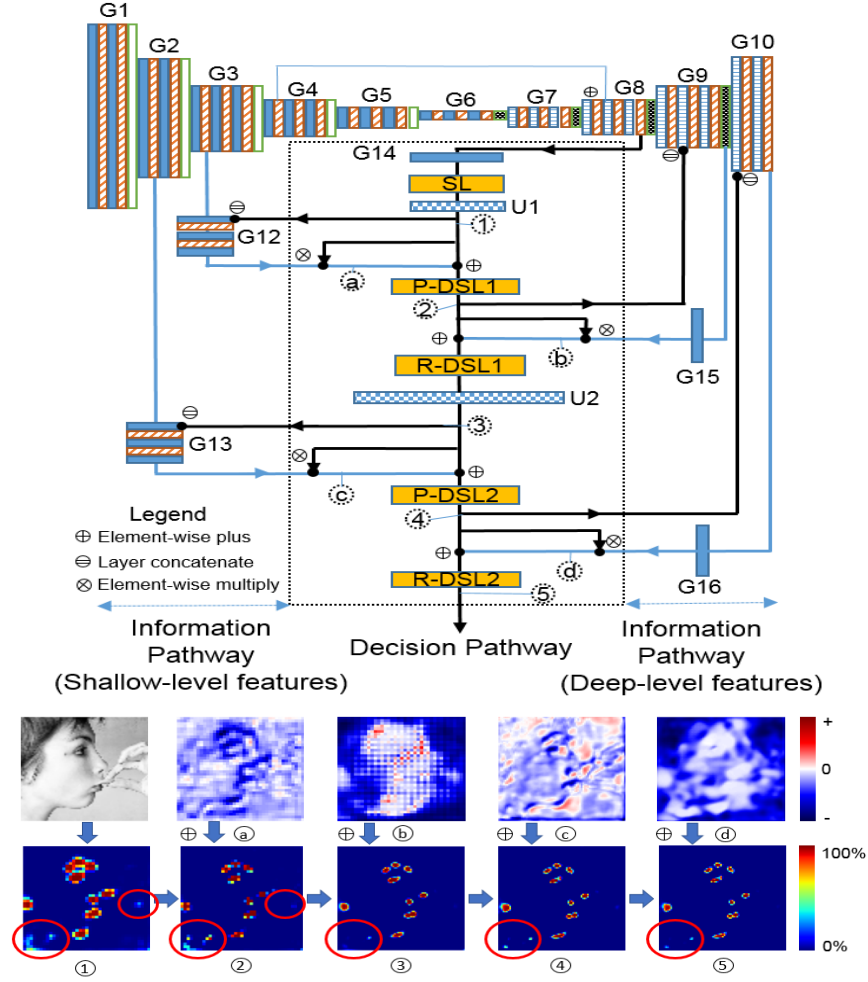 G1
G2
G3
G4
G5
G6
G7
G8
G9
G10
G14
SL
U1
①
G12
ⓐ
P-DSL1
②
ⓑ
G15
R-DSL1
U2
③
G13
ⓒ
P-DSL2
④
ⓓ
G16
R-DSL2
⑤
Legend
⊕ Element-wise plus
⊖ Layer concatenate
⊗ Element-wise multiply
Information
Pathway
(Shallow-level features)
Decision Pathway
Information
Pathway
(Deep-level features)
+
0
-
⊕ ⓐ
⊕ ⓑ
⊕ ⓒ
⊕ ⓓ
100%
0%
① ② ③ ④ ⑤